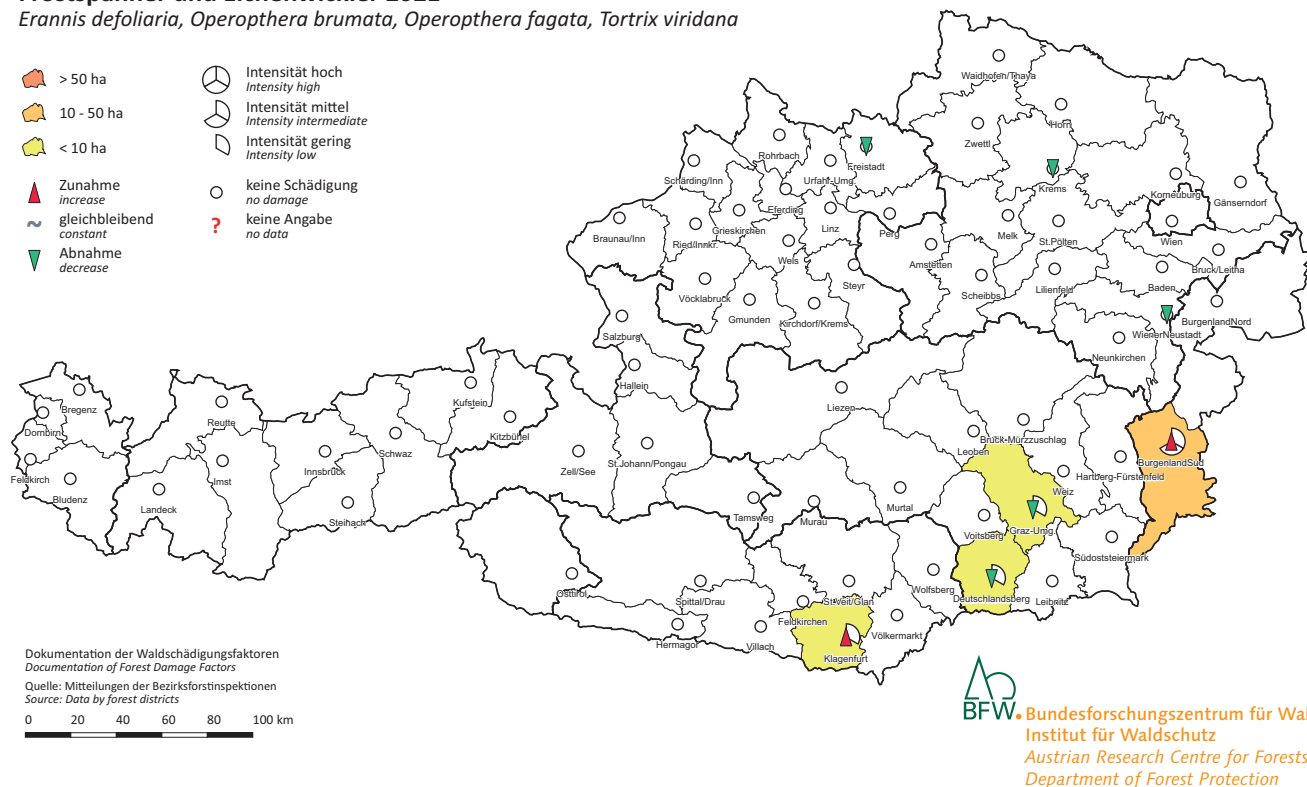 Erannis defoliaria, Operopthera brumata, Operopthera fagata, Tortrix viridana
> 50 ha
10 - 50 ha
< 10 ha
Zunahme
increase
~ gleichbleibend
constant
Abnahme
decrease
Intensität hoch
Intensity high
Intensität mittel
Intensity intermediate
Intensität gering
Intensity low
keine Schädigung
no damage
? keine Angabe
no data
Waidhofen/Thaya
Horn
Zwettl
Rohrbach
Freistadt
Schärding/Inn
Urfahr-Umg.
Krems
Korneuburg
Gänserndorf
Eferding
Braunau/Inn
Ried/Innkr.
Grieskirchen
Linz
Perg
Melk
St.Pölten
Wien
Wels
Amstetten
Bruck/Leitha
Steyr
Scheibbs
Lilienfeld
Baden
Vöcklabruck
Gmunden
Kirchdorf/Krems
BurgenlandNord
Salzburg
WienerNeustadt
Neunkirchen
Hallein
Bregenz
Reutte
Kufstein
Liezen
Dornbirn
Kitzbühel
Bruck-Mürzzuschlag
Leoben
Schwaz
Innsbruck
Zell/See
St.Johann/Pongau
BurgenlandSüd
Feldkirch
Imst
Hartberg-Fürstenfeld
Weiz
Bludenz
Landeck
Steinach
Tamsweg
Murau
Murtal
Graz-Umg.
Voitsberg
Südoststeiermark
Osttirol
Spittal/Drau
St.Veit/Glan
Wolfsberg
Deutschlandsberg
Leibnitz
Feldkirchen
Hermagor
Villach
Klagenfurt
Völkermarkt
Dokumentation der Waldschädigungsfaktoren
Documentation of Forest Damage Factors
Quelle: Mitteilungen der Bezirksforstinspektionen
Source: Data by forest districts
0 20 40 60 80 100 km
BFW.
Bundesforschungszentrum für Wal
Institut für Waldschutz
Austrian Research Centre for Forests
Department of Forest Protection